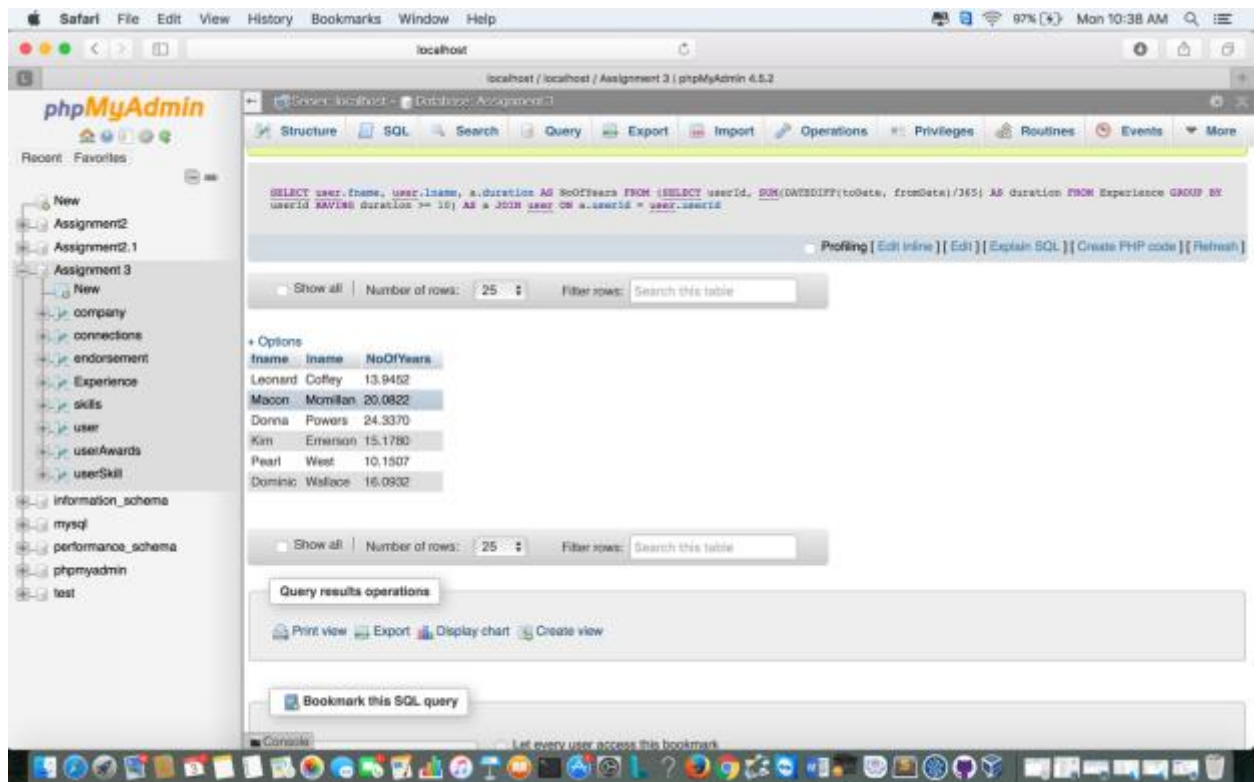 Safari File Edit View History Bookmarks Window Help 97% Mon 10:38 AM
localhost
localhost / localhost / Assignment 3 | phpMyAdmin 4.5.2
phpMyAdmin
Recent Favorites
New
Assignment2
Assignment2.1
Assignment 3
New
company
connections
endorsement
Experience
skills
user
userAwards
userSkill
information_schema
mysql
performance_schema
phpmyadmin
test
Server: localhost » Database: Assignment 3
Structure SQL Search Query Export Import Operations Privileges Routines Events More
SELECT user.fname, user.lname, a.duration AS NoOfYears FROM (SELECT userId, SUM(DATEDIFF(toDate, fromDate)/365) AS duration FROM Experience GROUP BY
userId HAVING duration >= 10) AS a JOIN user ON a.userId = user.userId
Profiling [ Edit inline ] [ Edit ] [ Explain SQL ] [ Create PHP code ] [ Refresh ]
Show all | Number of rows: 25 Filter rows: Search this table
+ Options
fname lname NoOfYears
Leonard Coffey 13.9452
Macon Mcmillan 20.0822
Donna Powers 24.3370
Kim Emerson 15.1780
Pearl West 10.1507
Dominic Wallace 16.0932
Show all | Number of rows: 25 Filter rows: Search this table
Query results operations
Print view Export Display chart Create view
Bookmark this SQL query
Console
Let every user access this bookmark